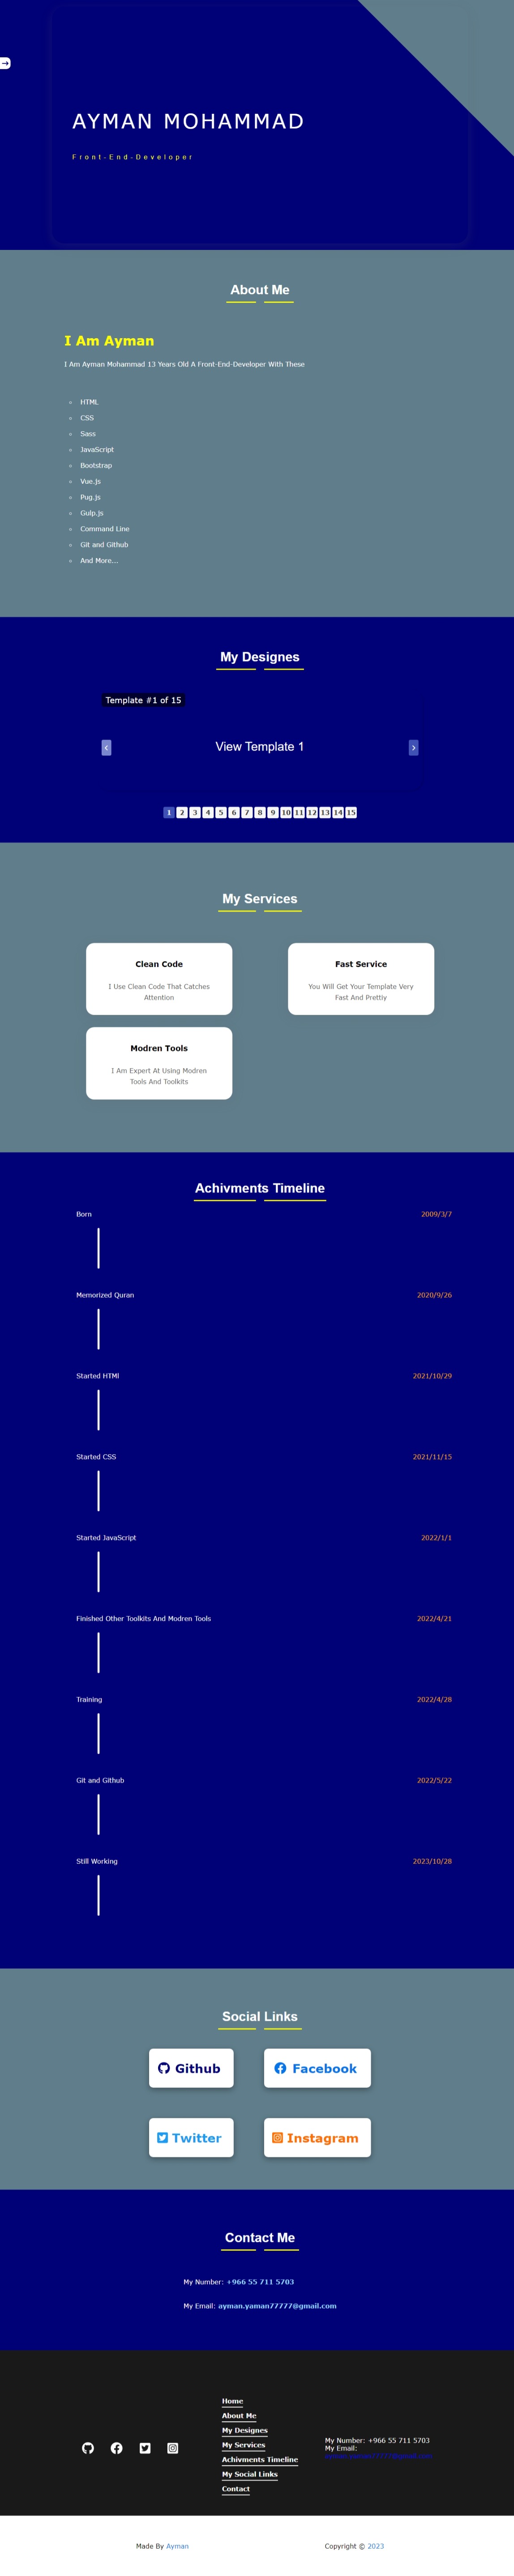 →
AYMAN MOHAMMAD
Front-End-Developer
About Me
I Am Ayman
I Am Ayman Mohammad 13 Years Old A Front-End-Developer With These
HTML
CSS
Sass
JavaScript
Bootstrap
Vue.js
Pug.js
Gulp.js
Command Line
Git and Github
And More...
My Designes
Template #1 of 15
‹ View Template 1 ›
1 2 3 4 5 6 7 8 9 10 11 12 13 14 15
My Services
Clean Code
I Use Clean Code That Catches
Attention
Fast Service
You Will Get Your Template Very
Fast And Prettiy
Modren Tools
I Am Expert At Using Modren
Tools And Toolkits
Achivments Timeline
Born 2009/3/7
Memorized Quran 2020/9/26
Started HTMl 2021/10/29
Started CSS 2021/11/15
Started JavaScript 2022/1/1
Finished Other Toolkits And Modren Tools 2022/4/21
Training 2022/4/28
Git and Github 2022/5/22
Still Working 2023/10/28
Social Links
Github
Facebook
Twitter
Instagram
Contact Me
My Number: +966 55 711 5703
My Email: ayman.yaman77777@gmail.com
Home
About Me
My Designes
My Services
Achivments Timeline
My Social Links
Contact
My Number: +966 55 711 5703
My Email:
Made By Ayman
Copyright © 2023